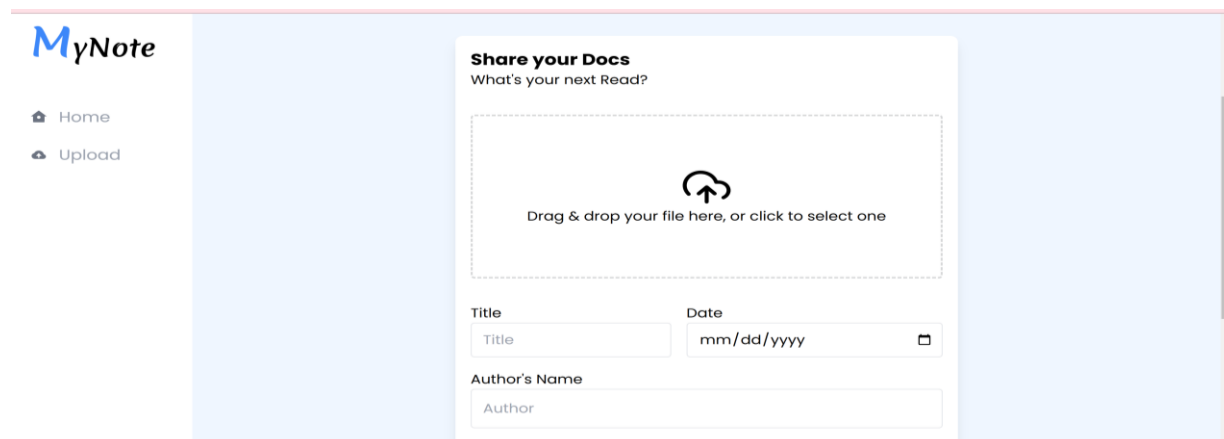 MyNote
Home
Upload
Share your Docs
What's your next Read?
Drag & drop your file here, or click to select one
Title
Date
Title
mm/dd/yyyy
Author's Name
Author